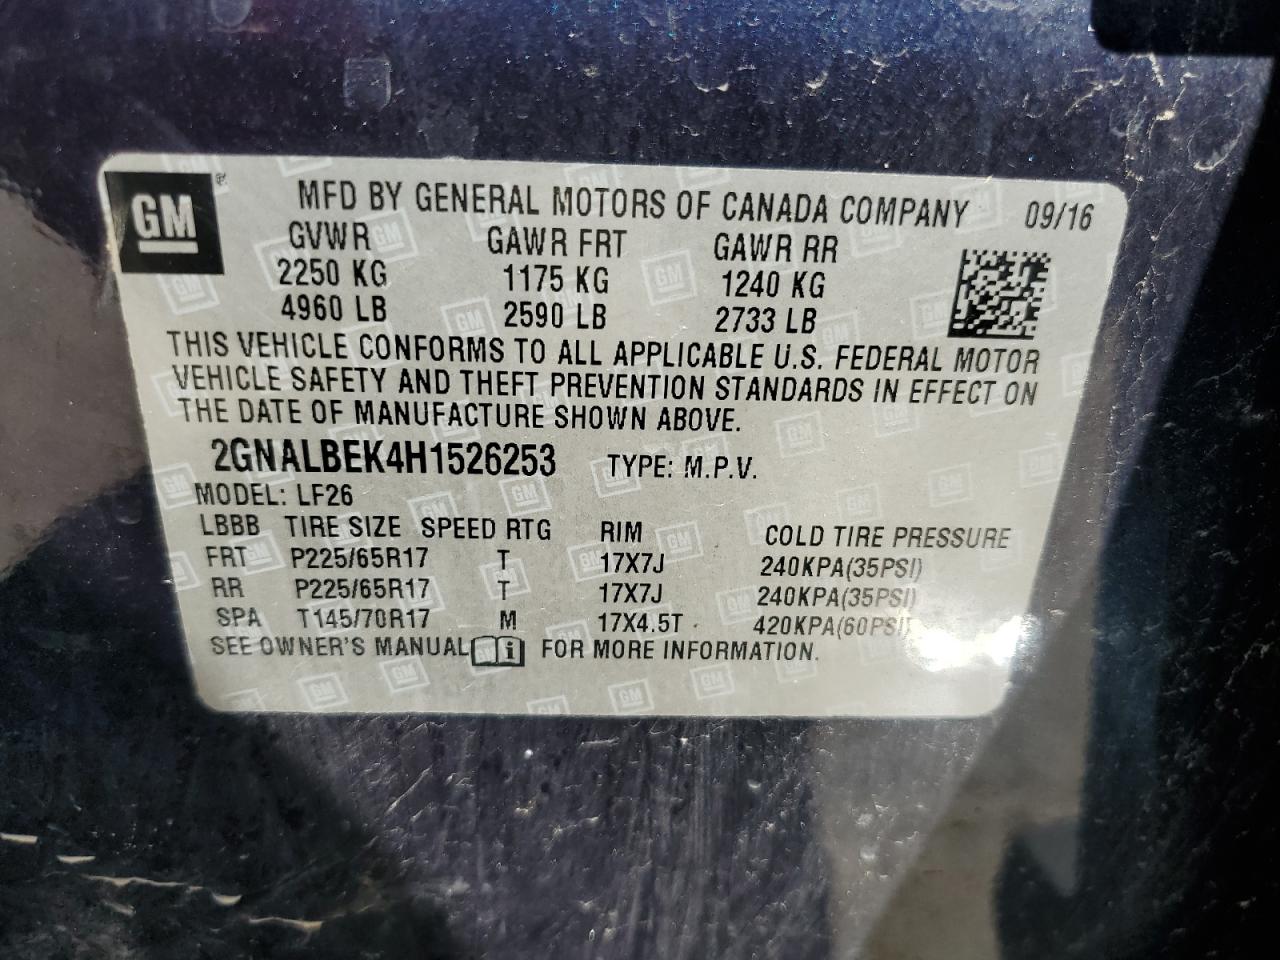 GM
MFD BY GENERAL MOTORS OF CANADA COMPANY 09/16
GVWR GAWR FRT GAWR RR
2250 KG 1175 KG 1240 KG
4960 LB 2590 LB 2733 LB
THIS VEHICLE CONFORMS TO ALL APPLICABLE U.S. FEDERAL MOTOR
VEHICLE SAFETY AND THEFT PREVENTION STANDARDS IN EFFECT ON
THE DATE OF MANUFACTURE SHOWN ABOVE.
2GNALBEK4H1526253 TYPE: M.P.V.
MODEL: LF26
LBBB TIRE SIZE SPEED RTG RIM COLD TIRE PRESSURE
FRT P225/65R17 T 17X7J 240KPA(35PSI)
RR P225/65R17 T 17X7J 240KPA(35PSI)
SPA T145/70R17 M 17X4.5T 420KPA(60PSI)
SEE OWNER'S MANUAL i FOR MORE INFORMATION.